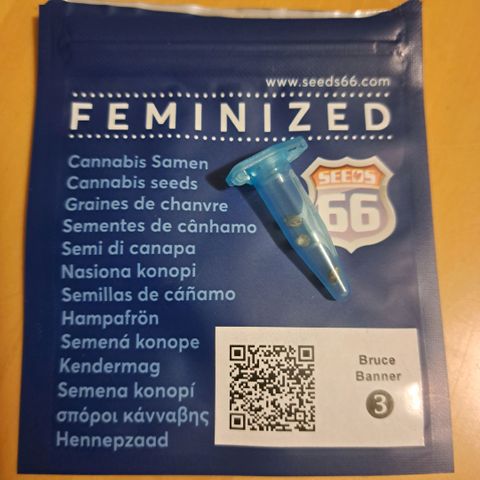 www.seeds66.com
FEMINIZED
Cannabis Samen
Cannabis seeds
Graines de chanvre
Sementes de cânhamo
Semi di canapa
Nasiona konopi
Semillas de cáñamo
Hampafrön
Semená konope
Kendermag
Semena konopí
σπόροι κάνναβης
Hennepzaad
SEEDS
66
Bruce
Banner
3